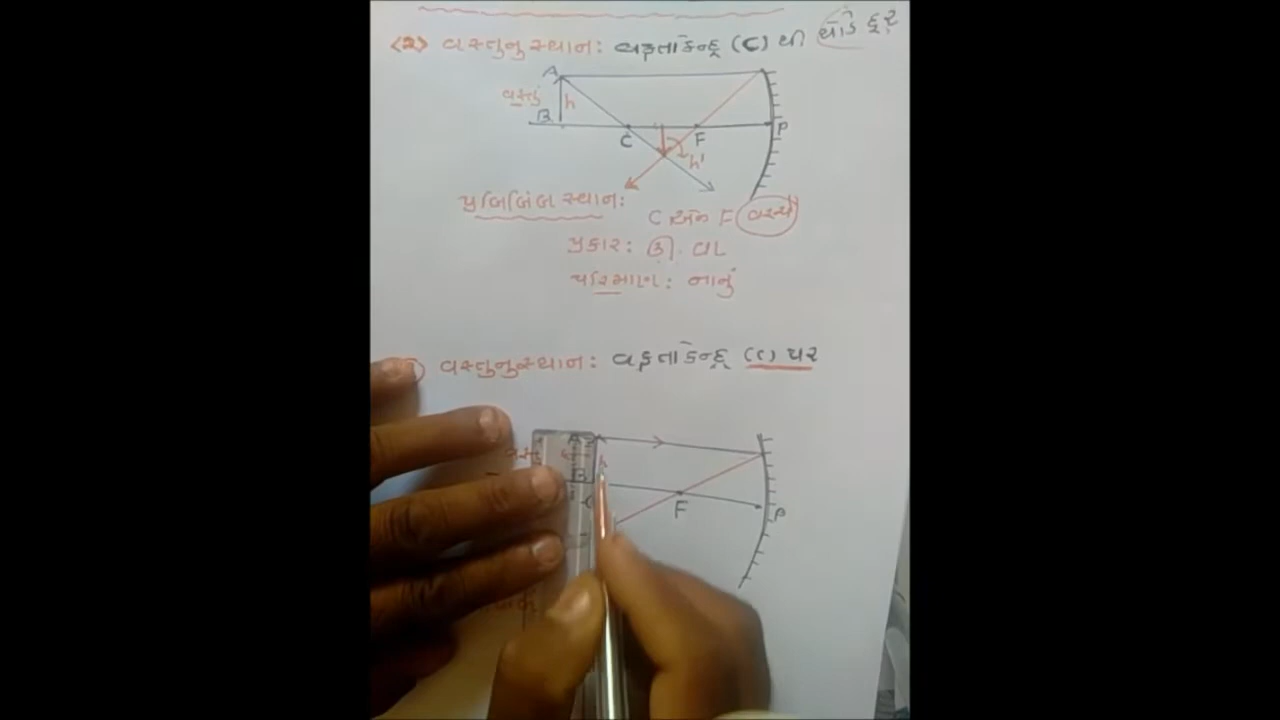 <૨> વસ્તુનુ સ્થાન: વક્રતાકેન્દ્ર (C) થી થોડે દૂર
A
વસ્તુ h
B
C F P
h'
પ્રતિબિંબ સ્થાન:
C અને F વચ્ચે
પ્રકાર: વા.
પરિમાણ: નાનું
વસ્તુનુ સ્થાન: વક્રતાકેન્દ્ર (C) પર
A
h
B
C F P